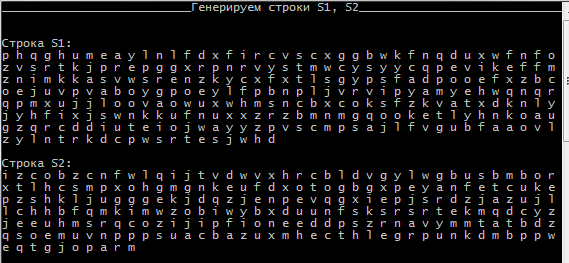 Генерируем строки S1, S2
Строка S1:
p h q g h u m e a y l n l f d x f i r c v s c x g g b w k f n q d u x w f n f o
z v s r t k j p r e p g g x r p n r v y s t m w c y s y y c q p e v i k e f f m
z n i m k k a s v w s r e n z k y c x f x t l s g y p s f a d p o o e f x z b c
o e j u v p v a b o y g p o e y l f p b n p l j v r v i p y a m y e h w q n q r
q p m x u j j l o o v a o w u x w h m s n c b x c o k s f z k v a t x d k n l y
j y h f i x j s w n k k u f n u x x z r z b m n m g q o o k e t l y h n k o a u
g z q r c d d i u t e i o j w a y y z p v s c m p s a j l f v g u b f a a o v l
z y l n t r k d c p w s r t e s j w h d
Строка S2:
i z c o b z c n f w l q i j t v d w v x h r c b l d v g y l w g b u s b m b o r
x t l h c s m p x o h g m g n k e u f d x o t o g b g x p e y a n f e t c u k e
p z s h k l j u g g g e k j d q z j e n p e v q g x i e p j s r d z j a z u j l
l c h h b f q m k i m w z o b i w y b x d u u n f s k s r s r t e k m q d c y z
j e e u h m s r q c o z i j i p f i o n e e d d p s z r n a v y m m t a t b d z
q s o e m u v n p p p s u a c b a z u x m h e c t h l e g r p u n k d m b p p w
e q t g j o p a r m